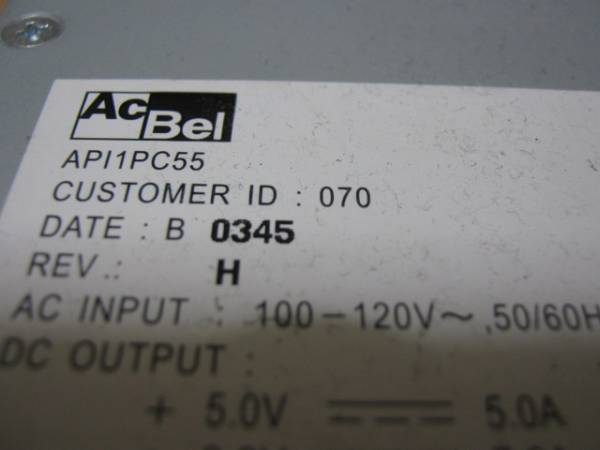 AcBel
API1PC55
CUSTOMER ID : 070
DATE : B 0345
REV.: H
AC INPUT : 100-120V~ ,50/60H
DC OUTPUT :
+ 5.0V 5.0A